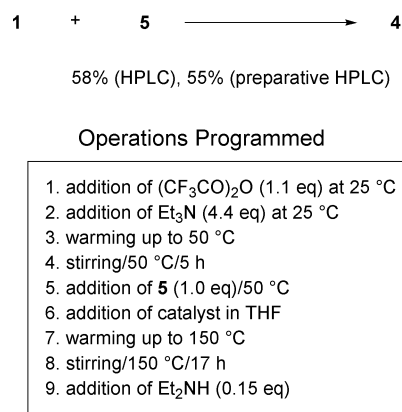 1 + 5 → 4
58% (HPLC), 55% (preparative HPLC)
Operations Programmed
1. addition of (CF₃CO)₂O (1.1 eq) at 25 °C
2. addition of Et₃N (4.4 eq) at 25 °C
3. warming up to 50 °C
4. stirring/50 °C/5 h
5. addition of 5 (1.0 eq)/50 °C
6. addition of catalyst in THF
7. warming up to 150 °C
8. stirring/150 °C/17 h
9. addition of Et₂NH (0.15 eq)